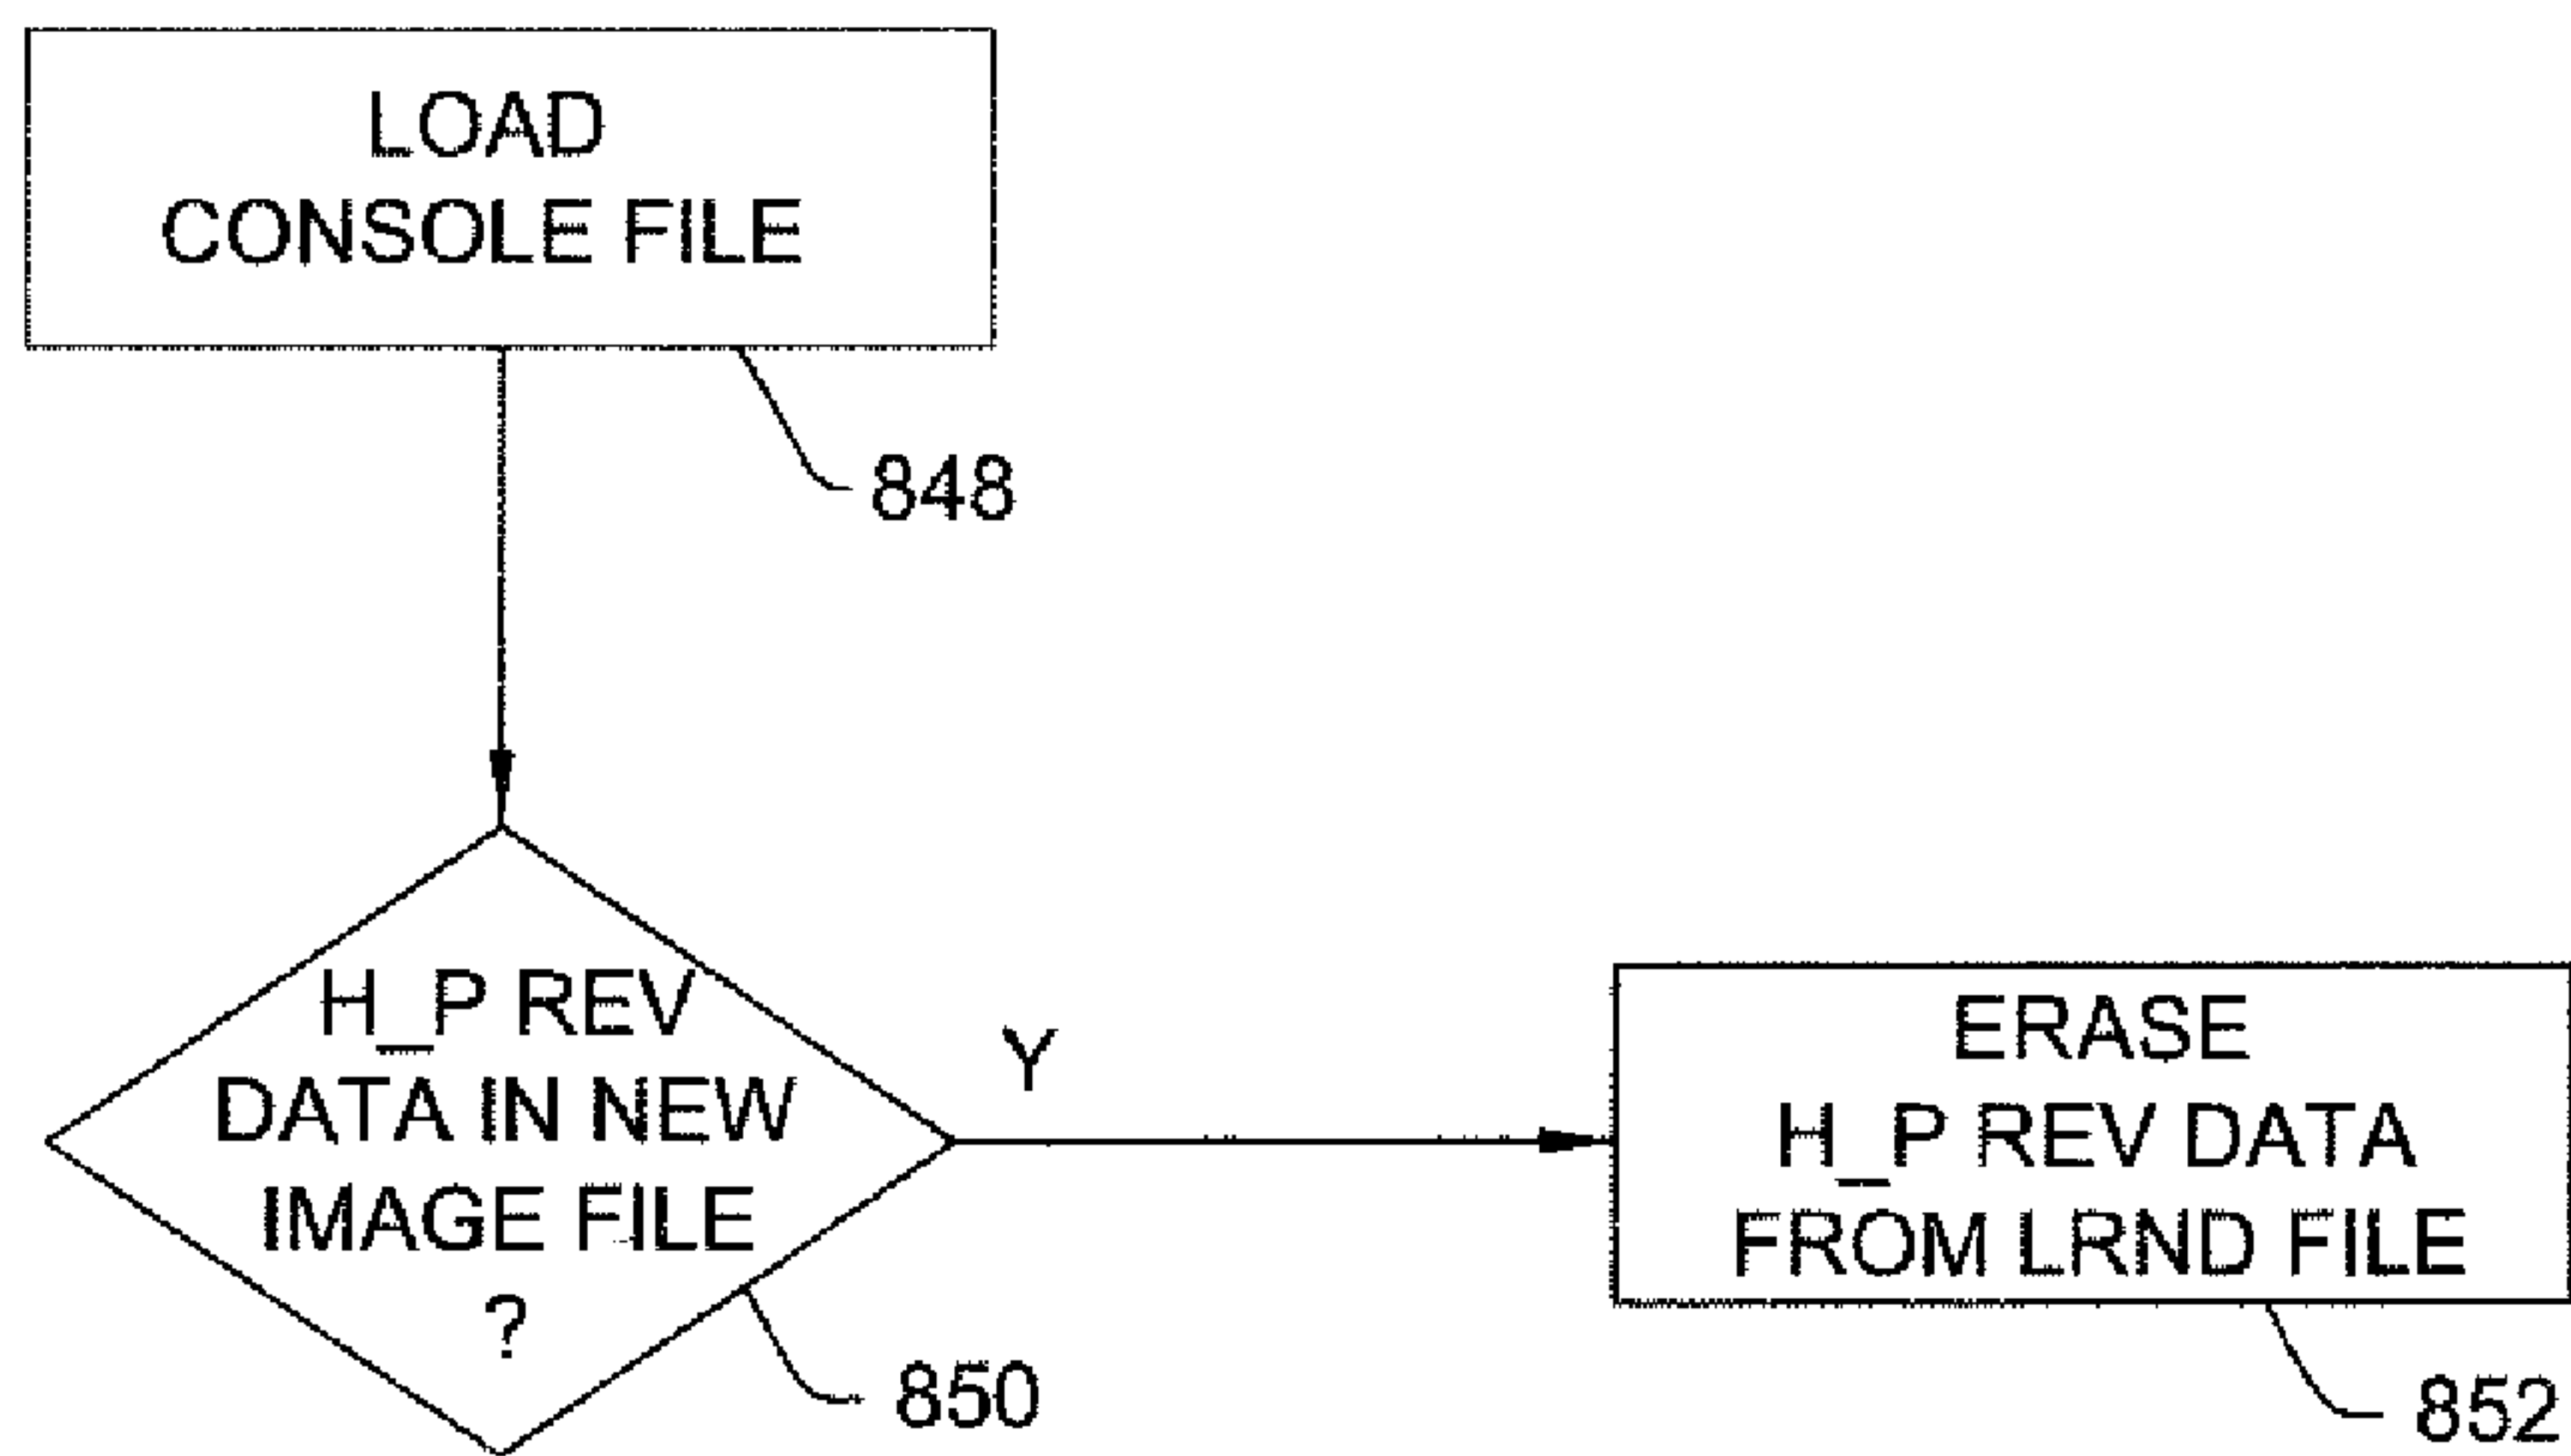 LOAD
CONSOLE FILE
848
H_P REV
DATA IN NEW
IMAGE FILE
?
850
Y
ERASE
H_P REV DATA
FROM LRND FILE
852